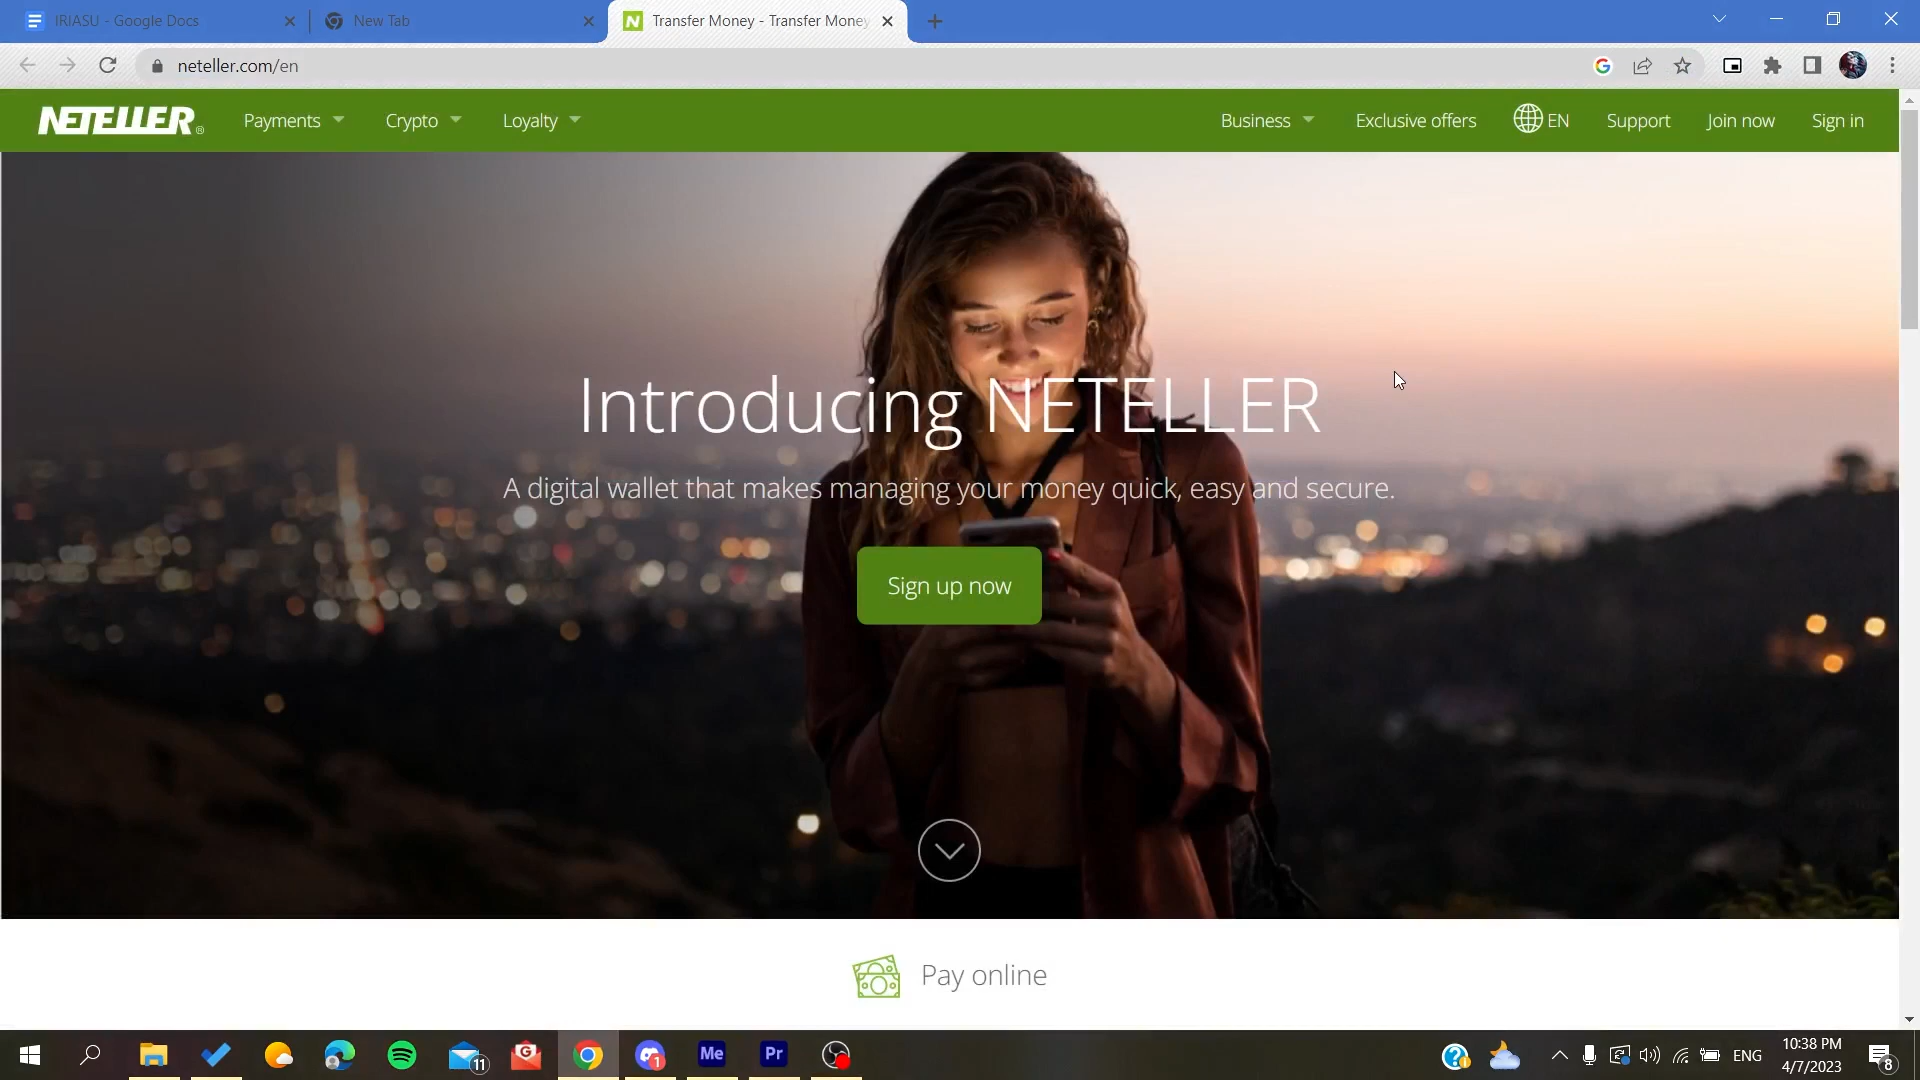 IRIASU - Google Docs
New Tab
Transfer Money - Transfer Money
neteller.com/en
NETELLER®
Payments
Crypto
Loyalty
Business
Exclusive offers
EN
Support
Join now
Sign in
Introducing NETELLER
A digital wallet that makes managing your money quick, easy and secure.
Sign up now
Pay online
11
1
Me
Pr
ENG
10:38 PM
4/7/2023
8